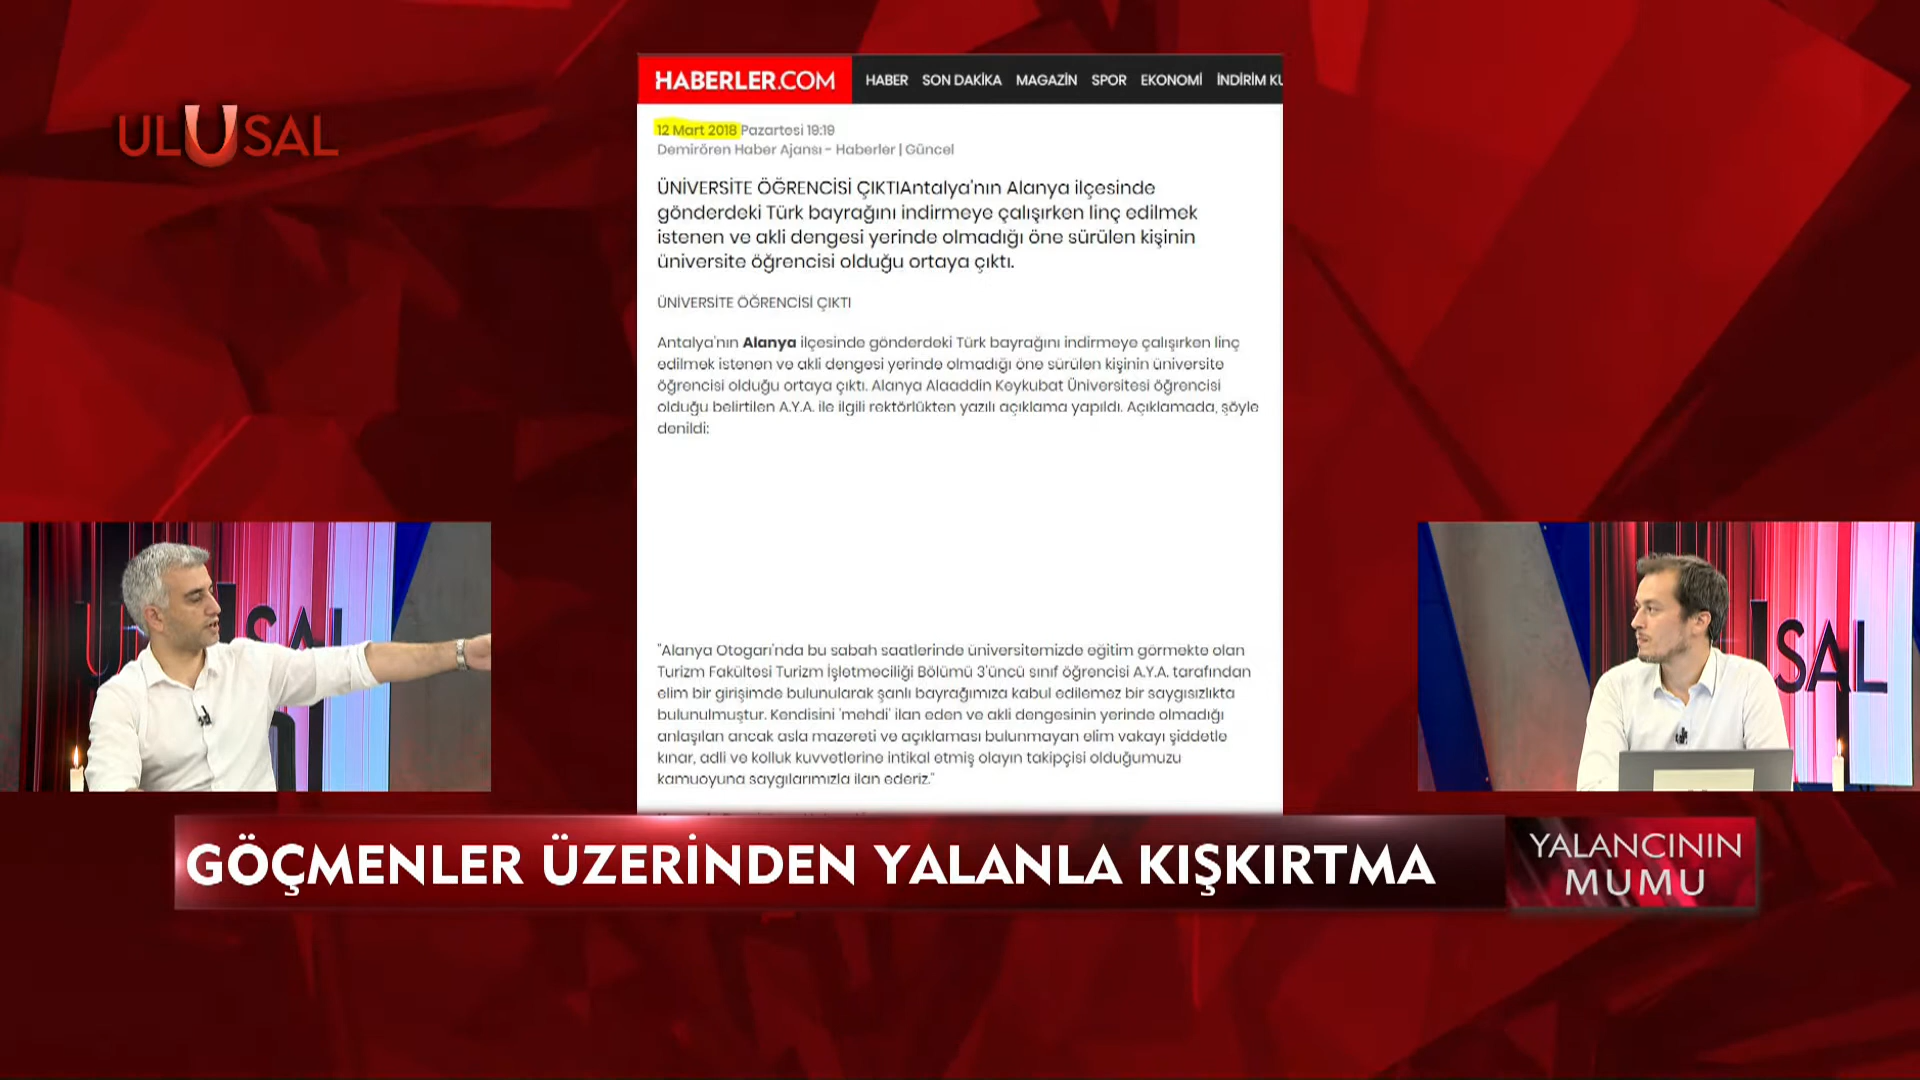 HABERLER.COM HABER SON DAKİKA MAGAZİN SPOR EKONOMİ İNDİRİM
ULUSAL
12 Mart 2018 Pazartesi 19:19
Demirören Haber Ajansı - Haberler | Güncel
ÜNİVERSİTE ÖĞRENCİSİ ÇIKTIAntalya'nın Alanya ilçesinde
gönderdeki Türk bayrağını indirmeye çalışırken linç edilmek
istenen ve akli dengesi yerinde olmadığı öne sürülen kişinin
üniversite öğrencisi olduğu ortaya çıktı.
ÜNİVERSİTE ÖĞRENCİSİ ÇIKTI
Antalya'nın Alanya ilçesinde gönderdeki Türk bayrağını indirmeye çalışırken linç
edilmek istenen ve akli dengesi yerinde olmadığı öne sürülen kişinin üniversite
öğrencisi olduğu ortaya çıktı. Alanya Alaaddin Keykubat Üniversitesi öğrencisi
olduğu belirtilen A.Y.A. ile ilgili rektörlükten yazılı açıklama yapıldı. Açıklamada, şöyle
denildi:
"Alanya Otogarı'nda bu sabah saatlerinde üniversitemizde eğitim görmekte olan
Turizm Fakültesi Turizm İşletmeciliği Bölümü 3'üncü sınıf öğrencisi A.Y.A. tarafından
elim bir girişimde bulunularak şanlı bayrağımıza kabul edilemez bir saygısızlıkta
bulunulmuştur. Kendisini 'mehdi' ilan eden ve akli dengesinin yerinde olmadığı
anlaşılan ancak asla mazereti ve açıklaması bulunmayan elim vakayı şiddetle
kınar, adli ve kolluk kuvvetlerine intikal etmiş olayın takipçisi olduğumuzu
kamuoyuna saygılarımızla ilan ederiz."
GÖÇMENLER ÜZERİNDEN YALANLA KIŞKIRTMA
YALANCININ
MUMU